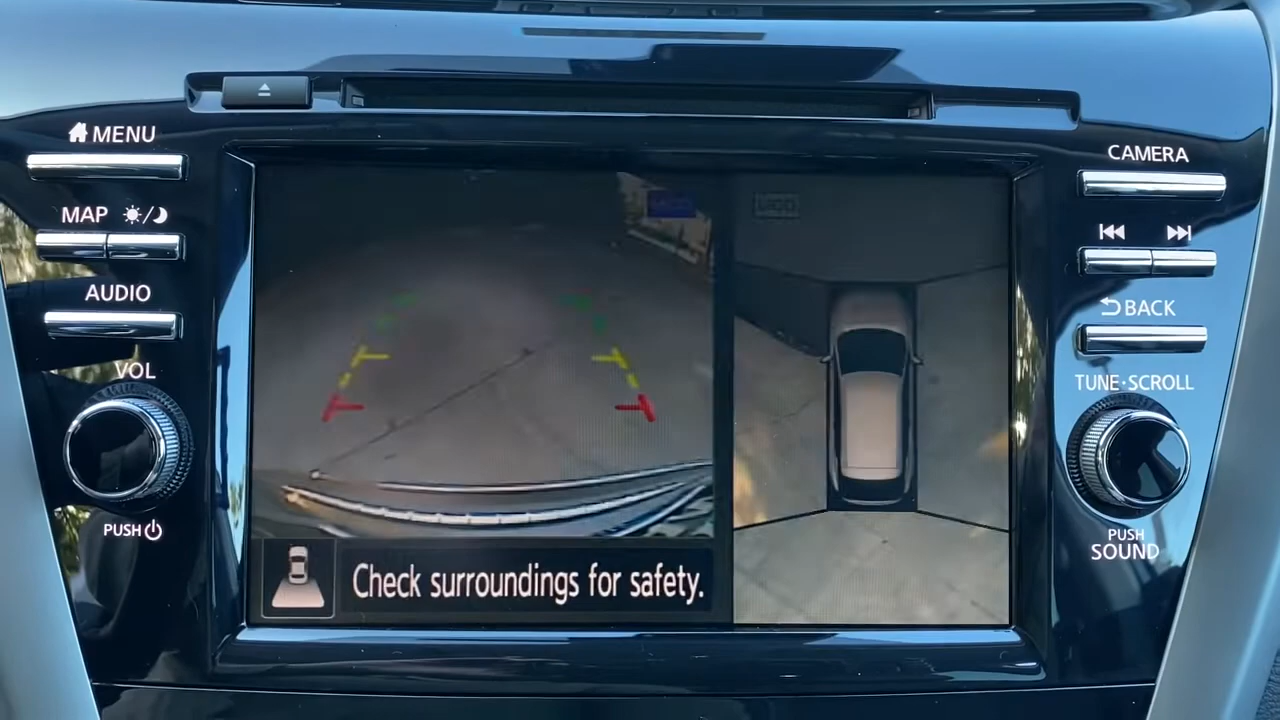 MENU
MAP
AUDIO
VOL
PUSH
Check surroundings for safety.
CAMERA
BACK
TUNE·SCROLL
PUSH
SOUND